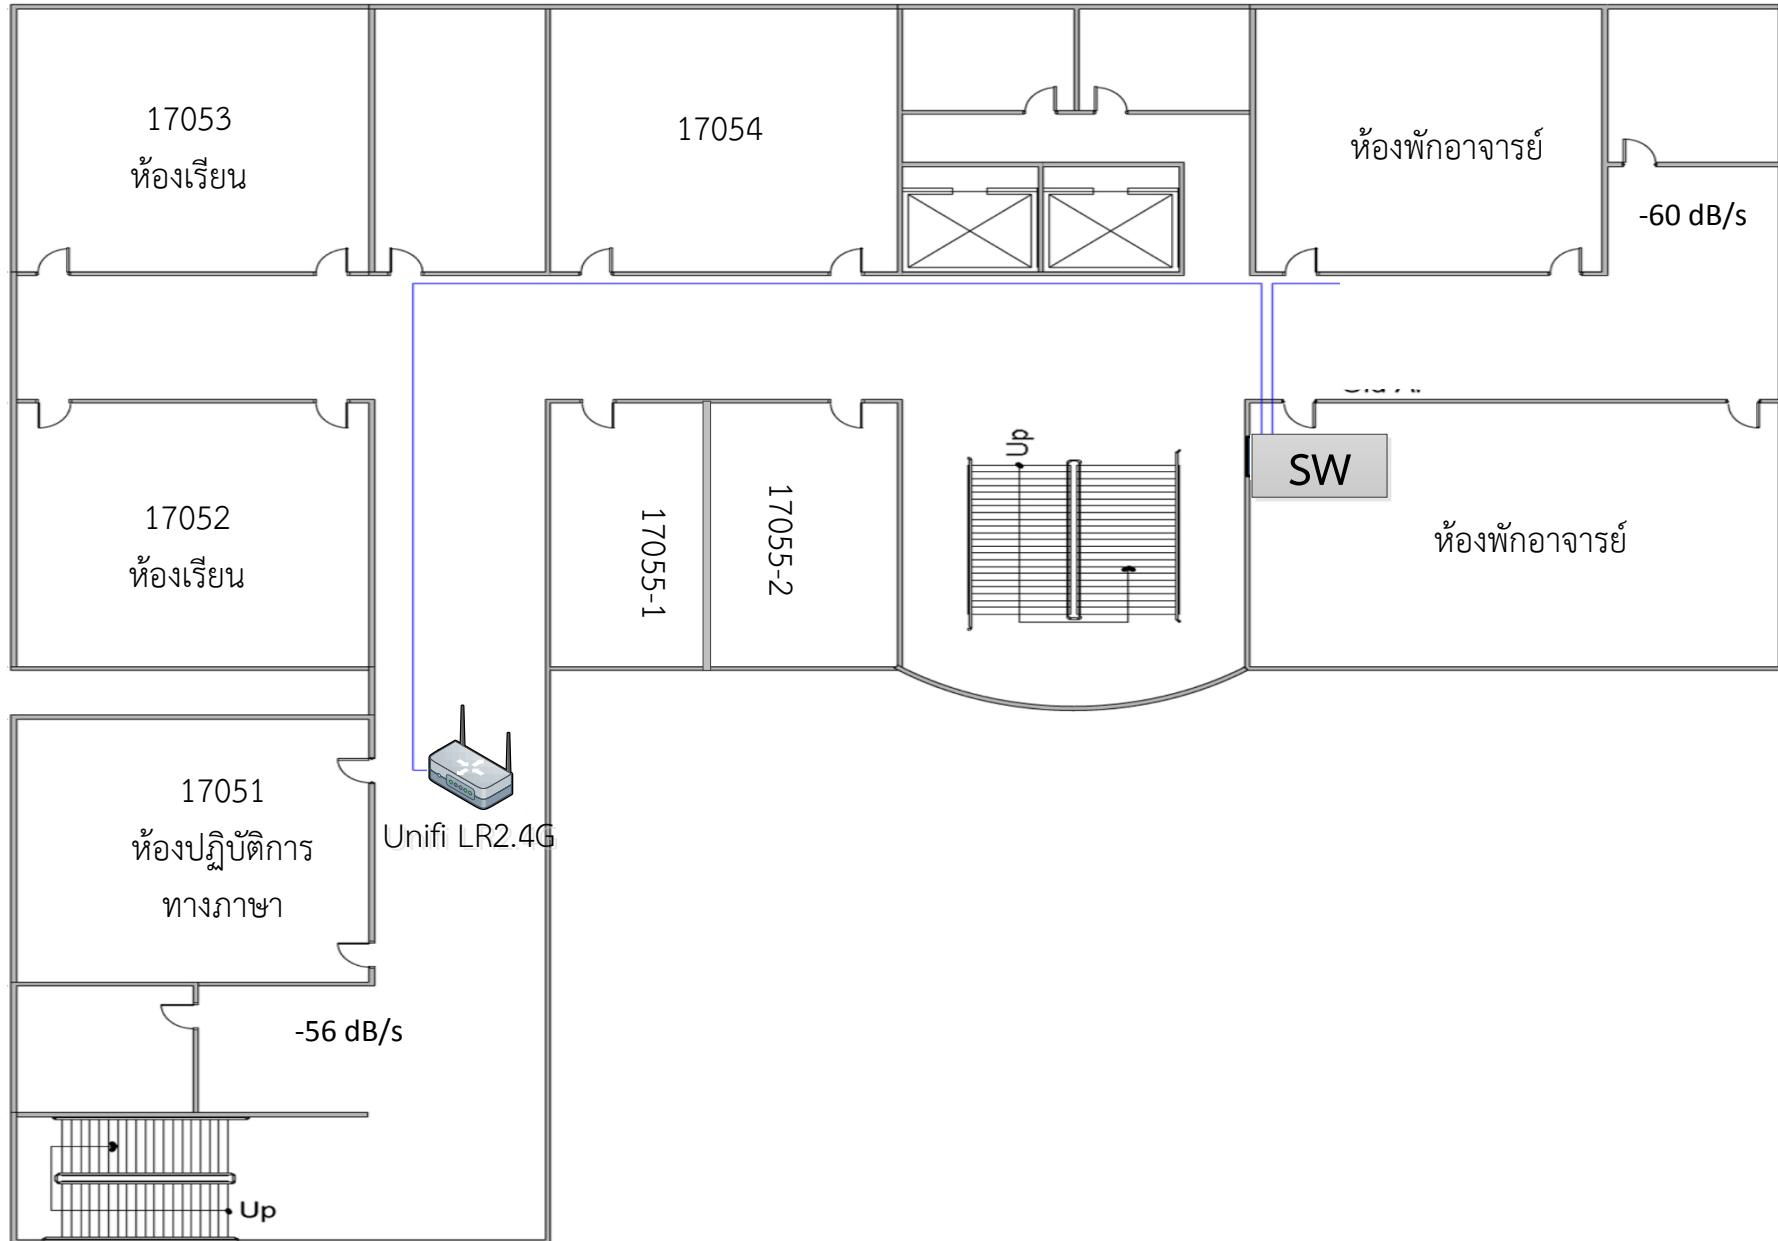 17053
ห้องเรียน
17054
ห้องพักอาจารย์
-60 dB/s
17052
ห้องเรียน
17055-1
17055-2
Up
SW
ห้องพักอาจารย์
17051
ห้องปฏิบัติการ
ทางภาษา
Unifi LR2.4G
-56 dB/s
Up